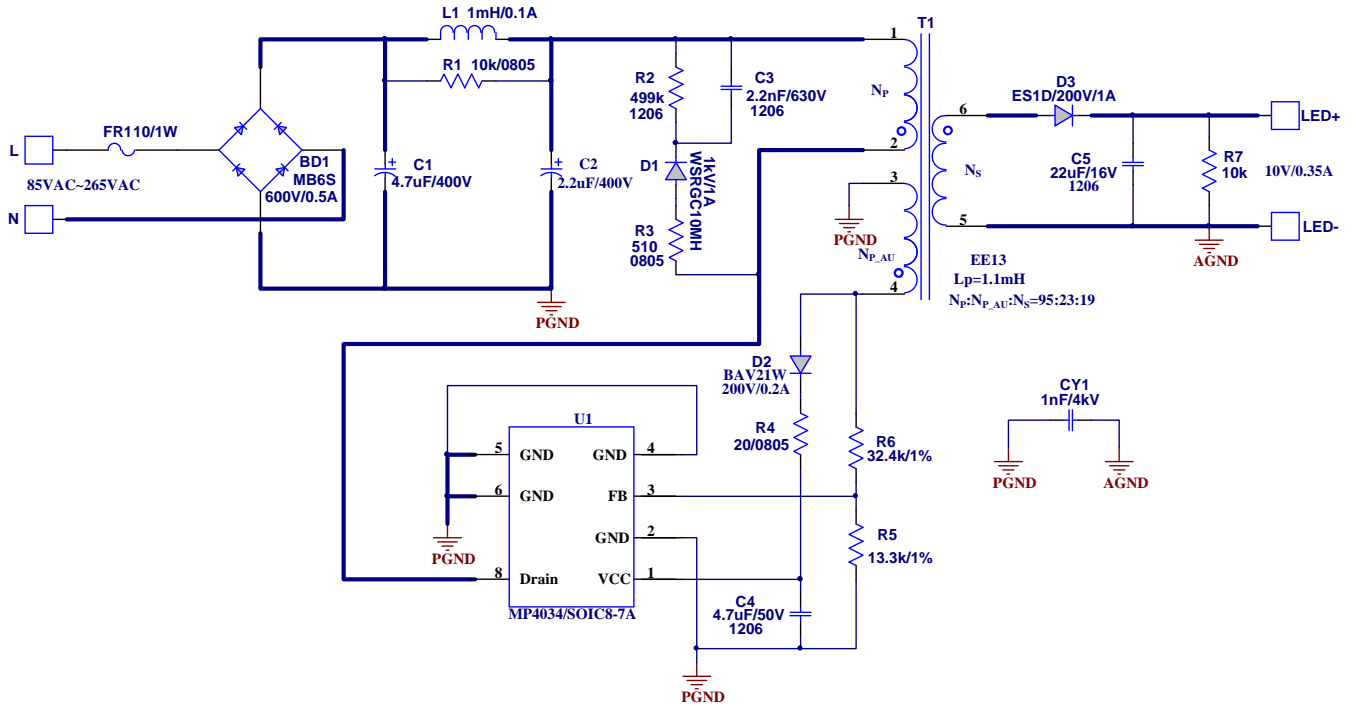 L1 1mH/0.1A
T1
R1 10k/0805
1
R2
499k
1206
C3
2.2nF/630V
1206
NP
D3
ES1D/200V/1A
6
LED+
FR110/1W
L
BD1
MB6S
600V/0.5A
85VAC~265VAC
N
C1
4.7uF/400V
C2
2.2uF/400V
D1
1kV/1A
WSRGC10MH
2
3
NS
C5
22uF/16V
1206
R7
10k
10V/0.35A
R3
510
0805
PGND
NP_AU
5
LED-
AGND
4
EE13
Lp=1.1mH
NP:NP_AU:NS=95:23:19
PGND
D2
BAV21W
200V/0.2A
CY1
1nF/4kV
PGND
AGND
R4
20/0805
R6
32.4k/1%
U1
5
GND
GND
4
6
GND
FB
3
GND
2
PGND
R5
13.3k/1%
8
Drain
VCC
1
MP4034/SOIC8-7A
C4
4.7uF/50V
1206
PGND